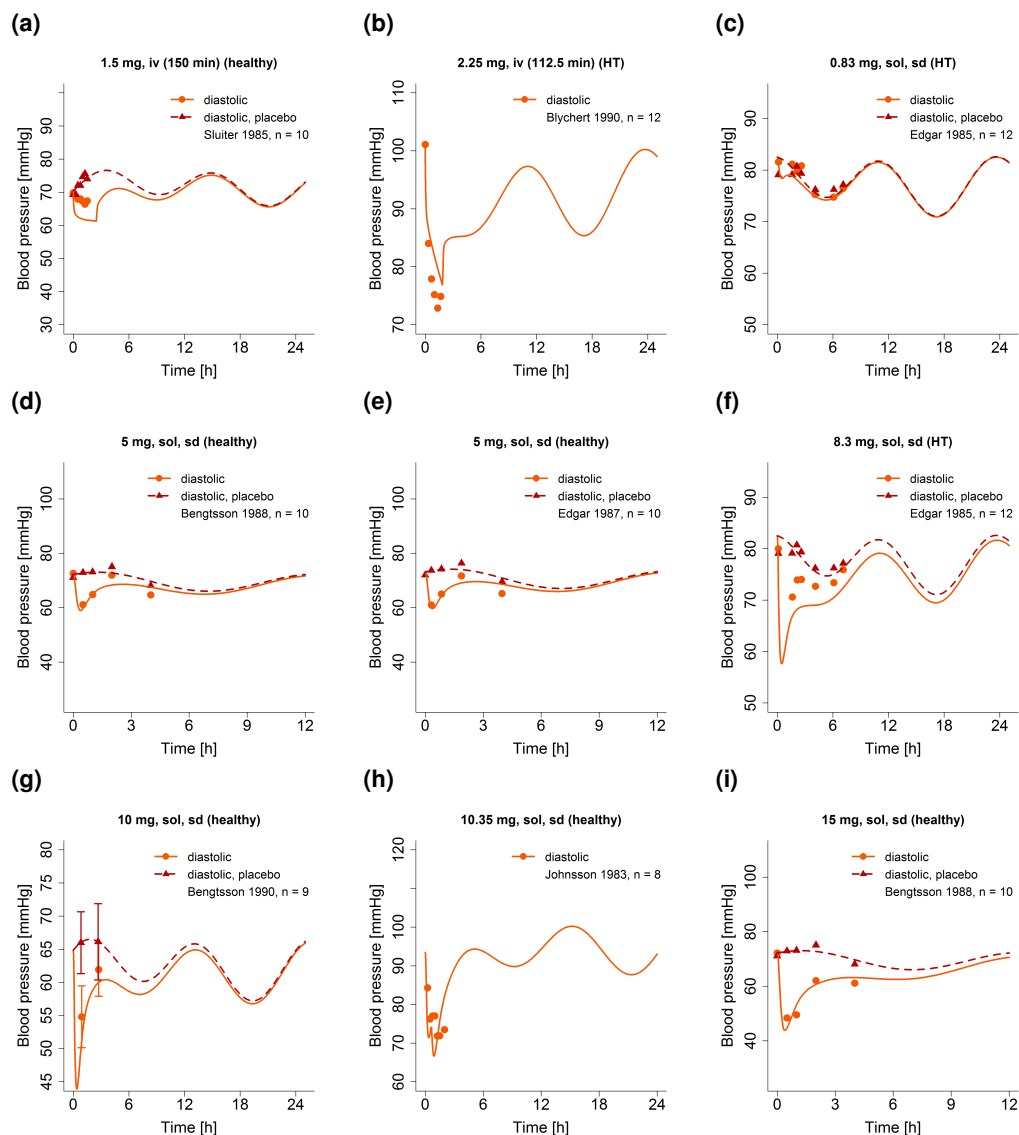 (a)
1.5 mg, iv (150 min) (healthy)
diastolic
diastolic, placebo
Sluiter 1985, n = 10
Blood pressure [mmHg]
30 40 50 60 70 80 90
0 6 12 18 24
Time [h]
(b)
2.25 mg, iv (112.5 min) (HT)
diastolic
Blychert 1990, n = 12
Blood pressure [mmHg]
70 80 90 100 110
0 6 12 18 24
Time [h]
(c)
0.83 mg, sol, sd (HT)
diastolic
diastolic, placebo
Edgar 1985, n = 12
Blood pressure [mmHg]
50 60 70 80 90
0 6 12 18 24
Time [h]
(d)
5 mg, sol, sd (healthy)
diastolic
diastolic, placebo
Bengtsson 1988, n = 10
Blood pressure [mmHg]
40 60 80 100
0 3 6 9 12
Time [h]
(e)
5 mg, sol, sd (healthy)
diastolic
diastolic, placebo
Edgar 1987, n = 10
Blood pressure [mmHg]
40 60 80 100
0 3 6 9 12
Time [h]
(f)
8.3 mg, sol, sd (HT)
diastolic
diastolic, placebo
Edgar 1985, n = 12
Blood pressure [mmHg]
50 60 70 80 90
0 6 12 18 24
Time [h]
(g)
10 mg, sol, sd (healthy)
diastolic
diastolic, placebo
Bengtsson 1990, n = 9
Blood pressure [mmHg]
45 50 55 60 65 70 75 80
0 6 12 18 24
Time [h]
(h)
10.35 mg, sol, sd (healthy)
diastolic
Johnsson 1983, n = 8
Blood pressure [mmHg]
60 70 80 90 100 120
0 6 12 18 24
Time [h]
(i)
15 mg, sol, sd (healthy)
diastolic
diastolic, placebo
Bengtsson 1988, n = 10
Blood pressure [mmHg]
40 60 80 100
0 3 6 9 12
Time [h]